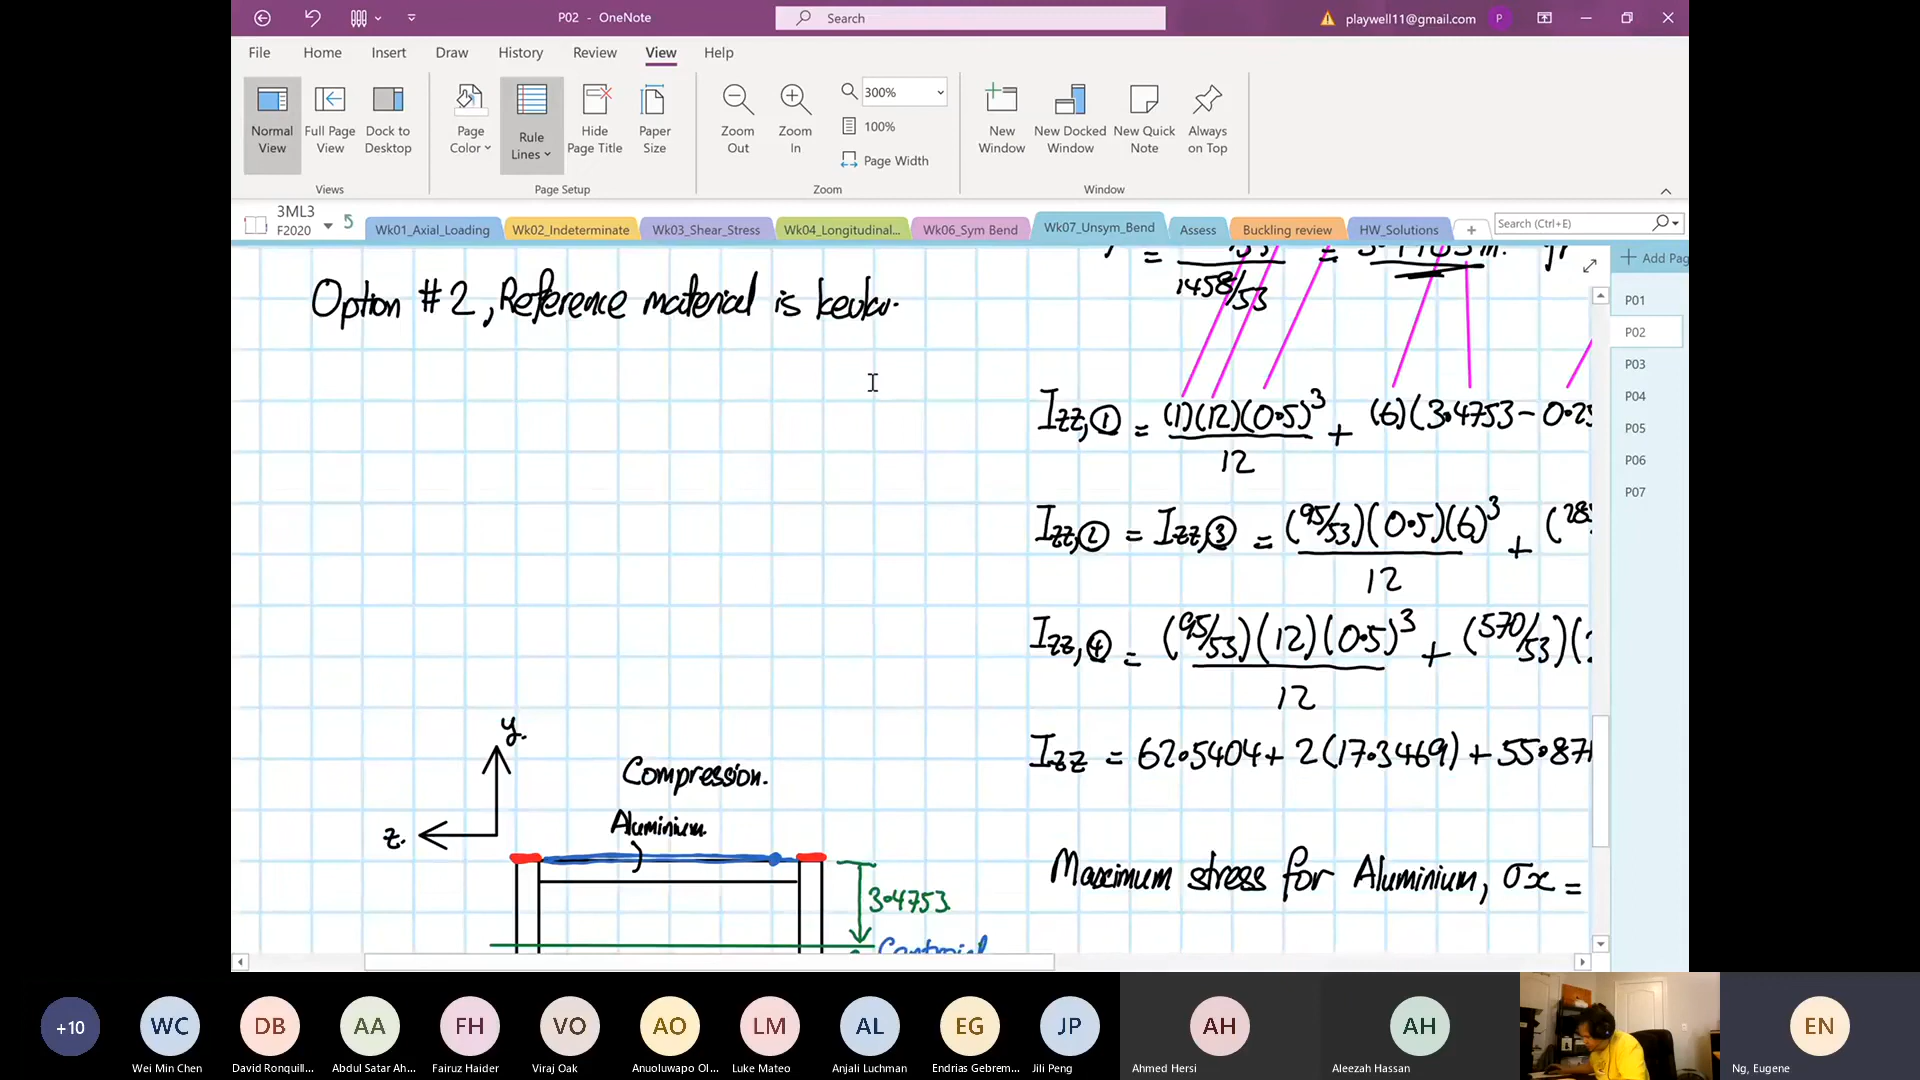 P02 - OneNote
Search
playwell11@gmail.com
P
File Home Insert Draw History Review View Help
Normal View
Full Page View
Dock to Desktop
Page Color
Rule Lines
Hide Page Title
Paper Size
Zoom Out
Zoom In
300%
100%
Page Width
New Window
New Docked Window
New Quick Note
Always on Top
Views
Page Setup
Zoom
Window
3ML3
F2020
Wk01_Axial_Loading
Wk02_Indeterminate
Wk03_Shear_Stress
Wk04_Longitudinal...
Wk06_Sym Bend
Wk07_Unsym_Bend
Assess
Buckling review
HW_Solutions
+
Search (Ctrl+E)
Add Pag
P01
P02
P03
P04
P05
P06
P07
Option #2, Reference material is kevlar.
1458/53
Izz,① = (1)(12)(0.5)³ + (6)(3.4753 - 0.25
12
Izz,② = Izz,③ = (95/53)(0.5)(6)³ + (285
12
Izz,④ = (95/53)(12)(0.5)³ + (570/53)(
12
Izz = 62.5404 + 2(17.3469) + 55.87
Maximum stress for Aluminium, σx =
y.
z.
Compression.
Aluminium.
3.4753
Centroid
+10
WC
Wei Min Chen
DB
David Ronquill...
AA
Abdul Satar Ah...
FH
Fairuz Haider
VO
Viraj Oak
AO
Anuoluwapo Ol...
LM
Luke Mateo
AL
Anjali Luchman
EG
Endrias Gebrem...
JP
Jili Peng
AH
Ahmed Hersi
AH
Aleezah Hassan
EN
Ng, Eugene